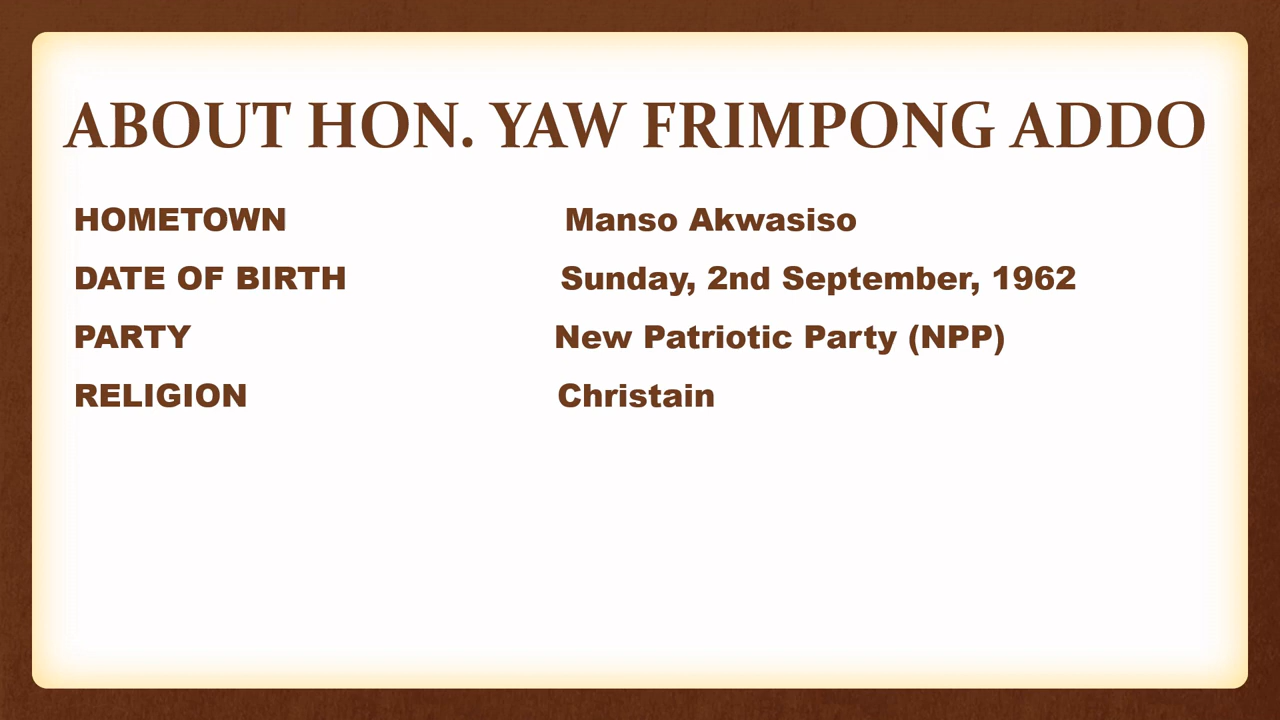 ABOUT HON. YAW FRIMPONG ADDO
HOMETOWN Manso Akwasiso
DATE OF BIRTH Sunday, 2nd September, 1962
PARTY New Patriotic Party (NPP)
RELIGION Christain